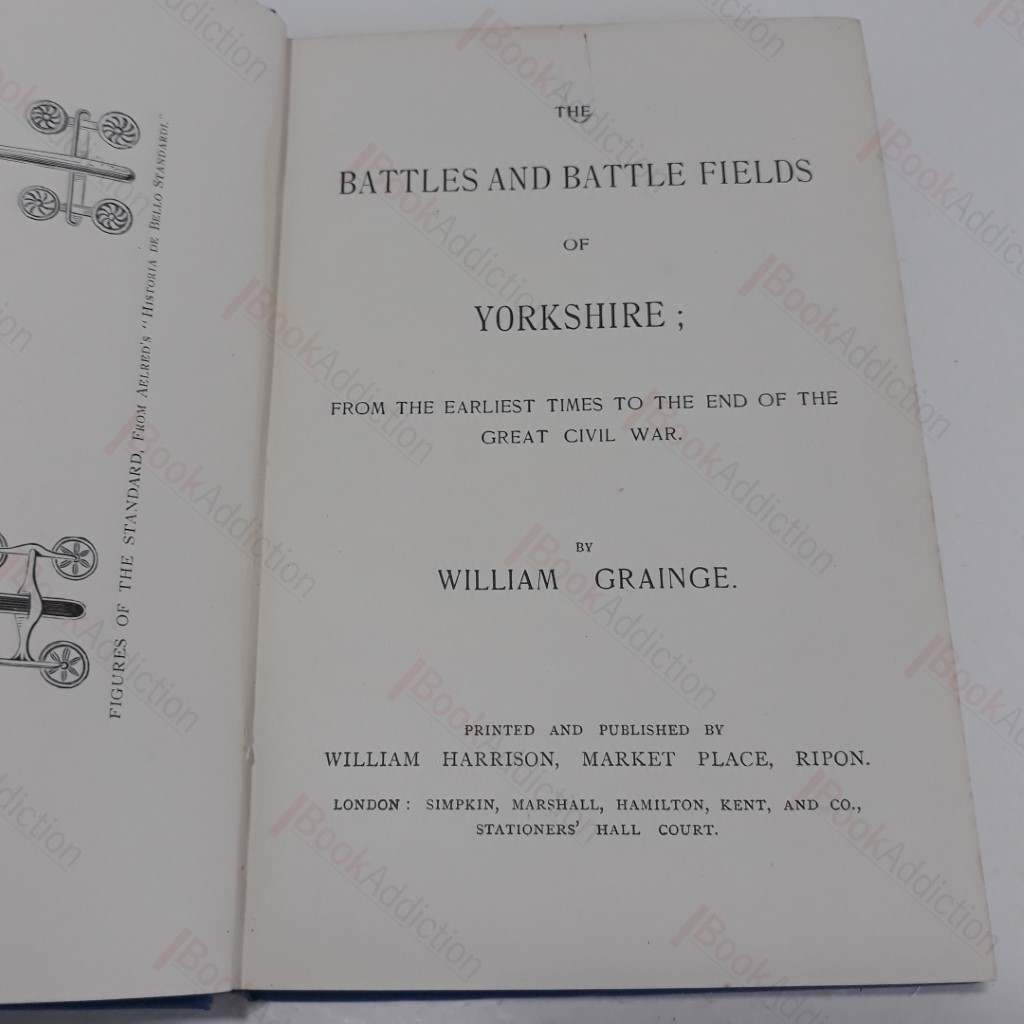 FIGURES OF THE STANDARD, FROM AELRED'S "HISTORIA DE BELLO STANDARDI."
THE
BATTLES AND BATTLE FIELDS
OF
YORKSHIRE;
FROM THE EARLIEST TIMES TO THE END OF THE
GREAT CIVIL WAR.
BY
WILLIAM GRAINGE.
PRINTED AND PUBLISHED BY
WILLIAM HARRISON, MARKET PLACE, RIPON.
LONDON: SIMPKIN, MARSHALL, HAMILTON, KENT, AND CO.,
STATIONERS' HALL COURT.
BookAddiction